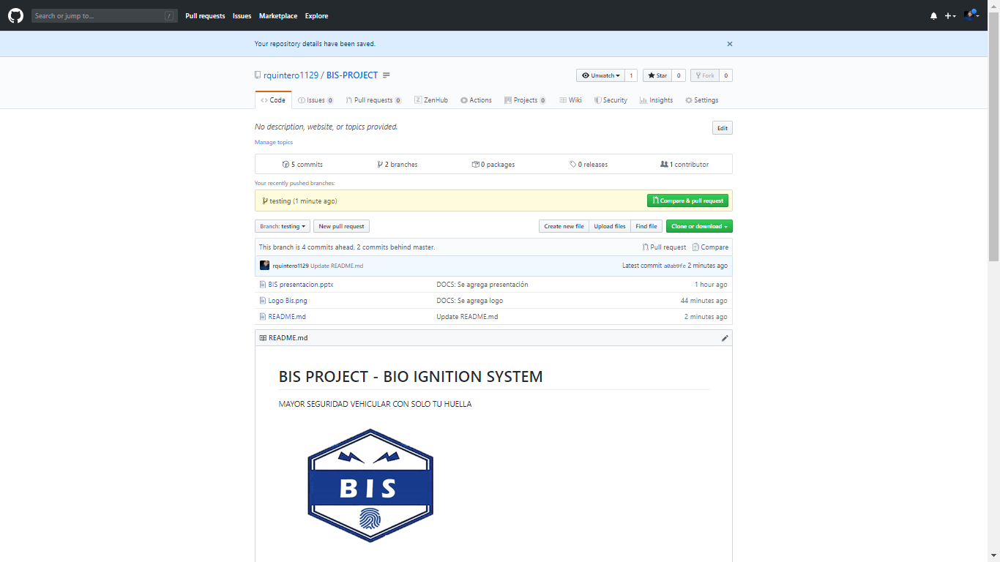 Search or jump to... /
Pull requests Issues Marketplace Explore
Your repository details have been saved.
rquintero1129 / BIS-PROJECT
Unwatch 1 Star 0 Fork 0
Code Issues 0 Pull requests 0 ZenHub Actions Projects 0 Wiki Security Insights Settings
No description, website, or topics provided. Edit
Manage topics
5 commits 2 branches 0 packages 0 releases 1 contributor
Your recently pushed branches:
testing (1 minute ago) Compare & pull request
Branch: testing New pull request Create new file Upload files Find file Clone or download
This branch is 4 commits ahead, 2 commits behind master. Pull request Compare
rquintero1129 Update README.md Latest commit a0ab9fe 2 minutes ago
BIS presentacion.pptx DOCS: Se agrega presentación 1 hour ago
Logo Bis.png DOCS: Se agrega logo 44 minutes ago
README.md Update README.md 2 minutes ago
README.md
BIS PROJECT - BIO IGNITION SYSTEM
MAYOR SEGURIDAD VEHICULAR CON SOLO TU HUELLA
BIS